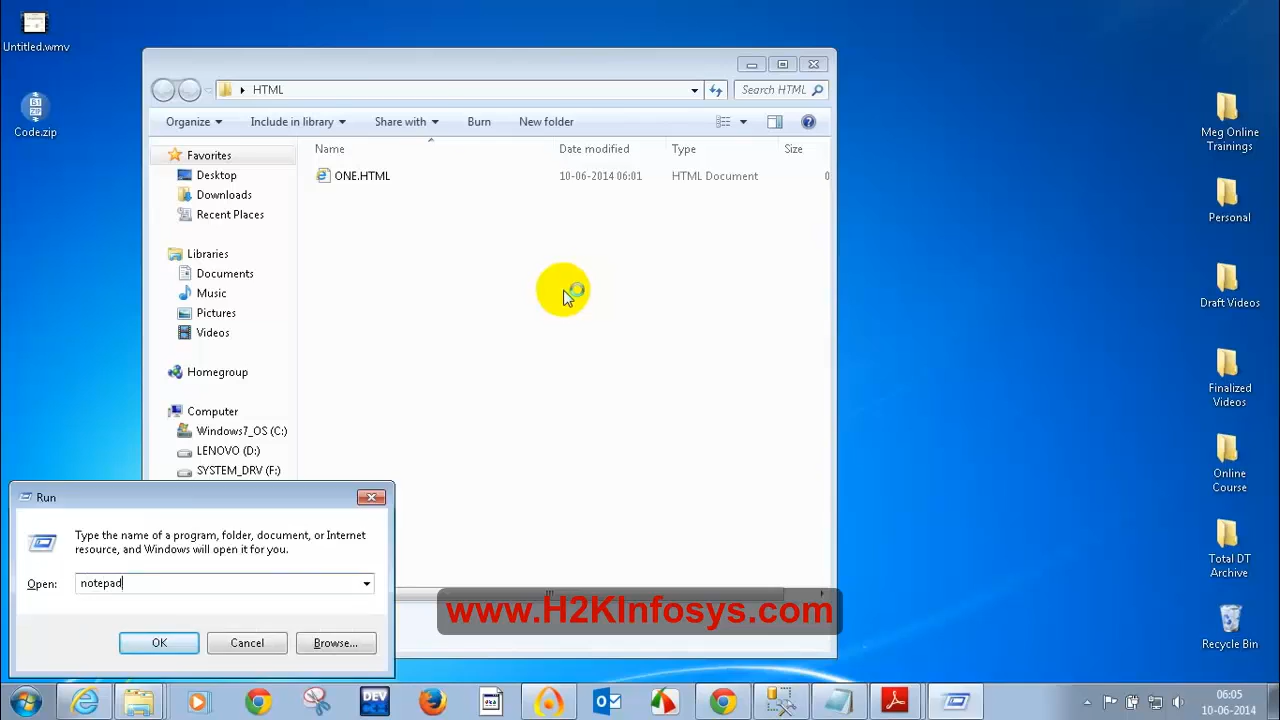 Untitled.wmv
Code.zip
HTML
Search HTML
Organize
Include in library
Share with
Burn
New folder
Name
Date modified
Type
Size
ONE.HTML
10-06-2014 06:01
HTML Document
0
Favorites
Desktop
Downloads
Recent Places
Libraries
Documents
Music
Pictures
Videos
Homegroup
Computer
Windows7_OS (C:)
LENOVO (D:)
SYSTEM_DRV (F:)
Run
Type the name of a program, folder, document, or Internet
resource, and Windows will open it for you.
Open:
notepad
OK
Cancel
Browse...
www.H2KInfosys.com
Meg Online
Trainings
Personal
Draft Videos
Finalized
Videos
Online
Course
Total DT
Archive
Recycle Bin
DEV
06:05
10-06-2014